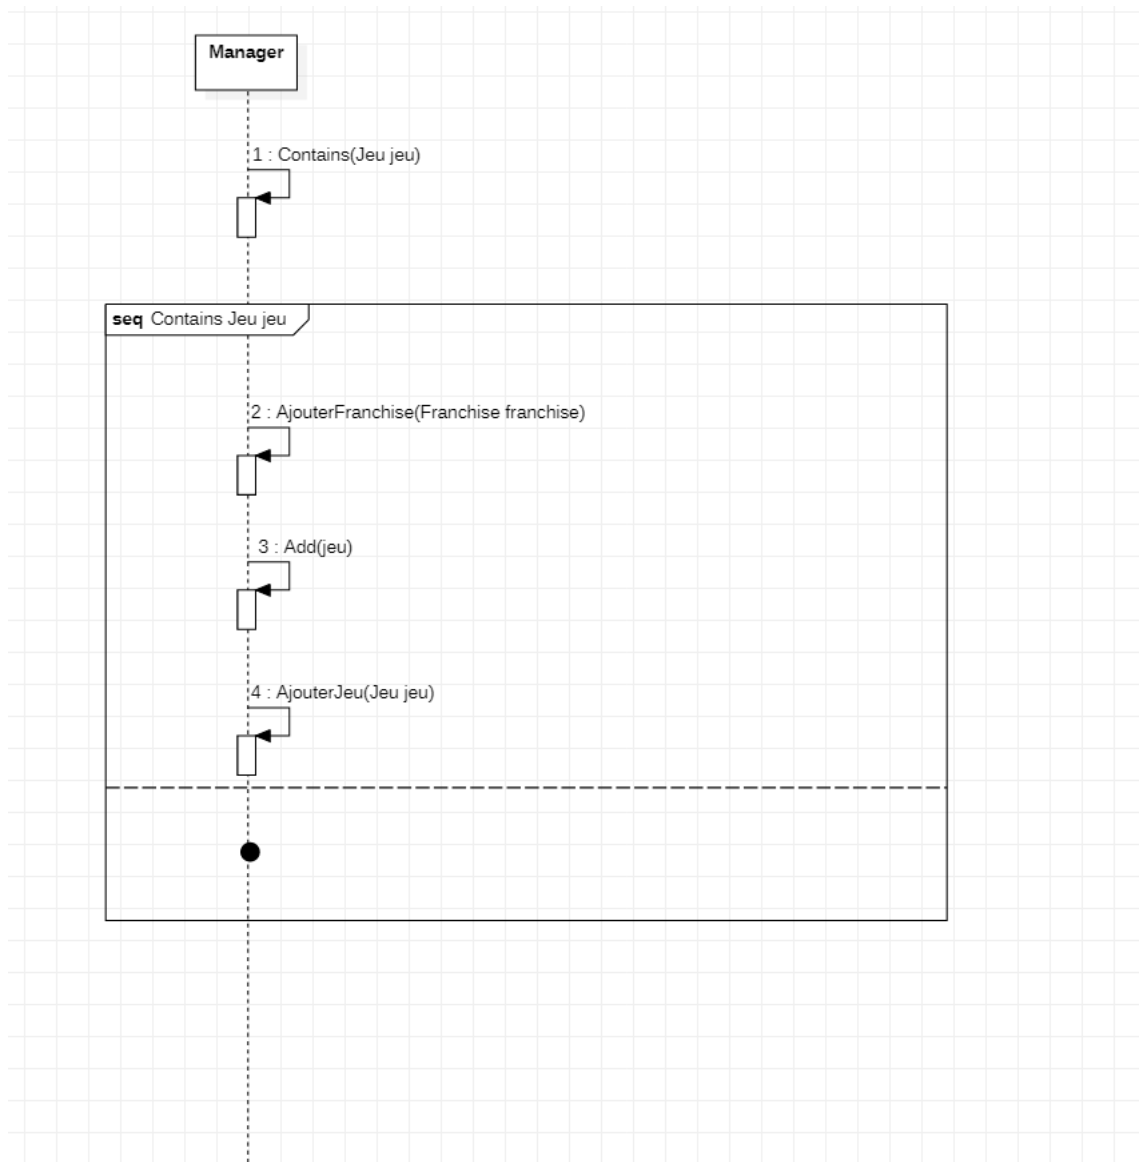 Manager
1 : Contains(Jeu jeu)
seq Contains Jeu jeu
2 : AjouterFranchise(Franchise franchise)
3 : Add(jeu)
4 : AjouterJeu(Jeu jeu)